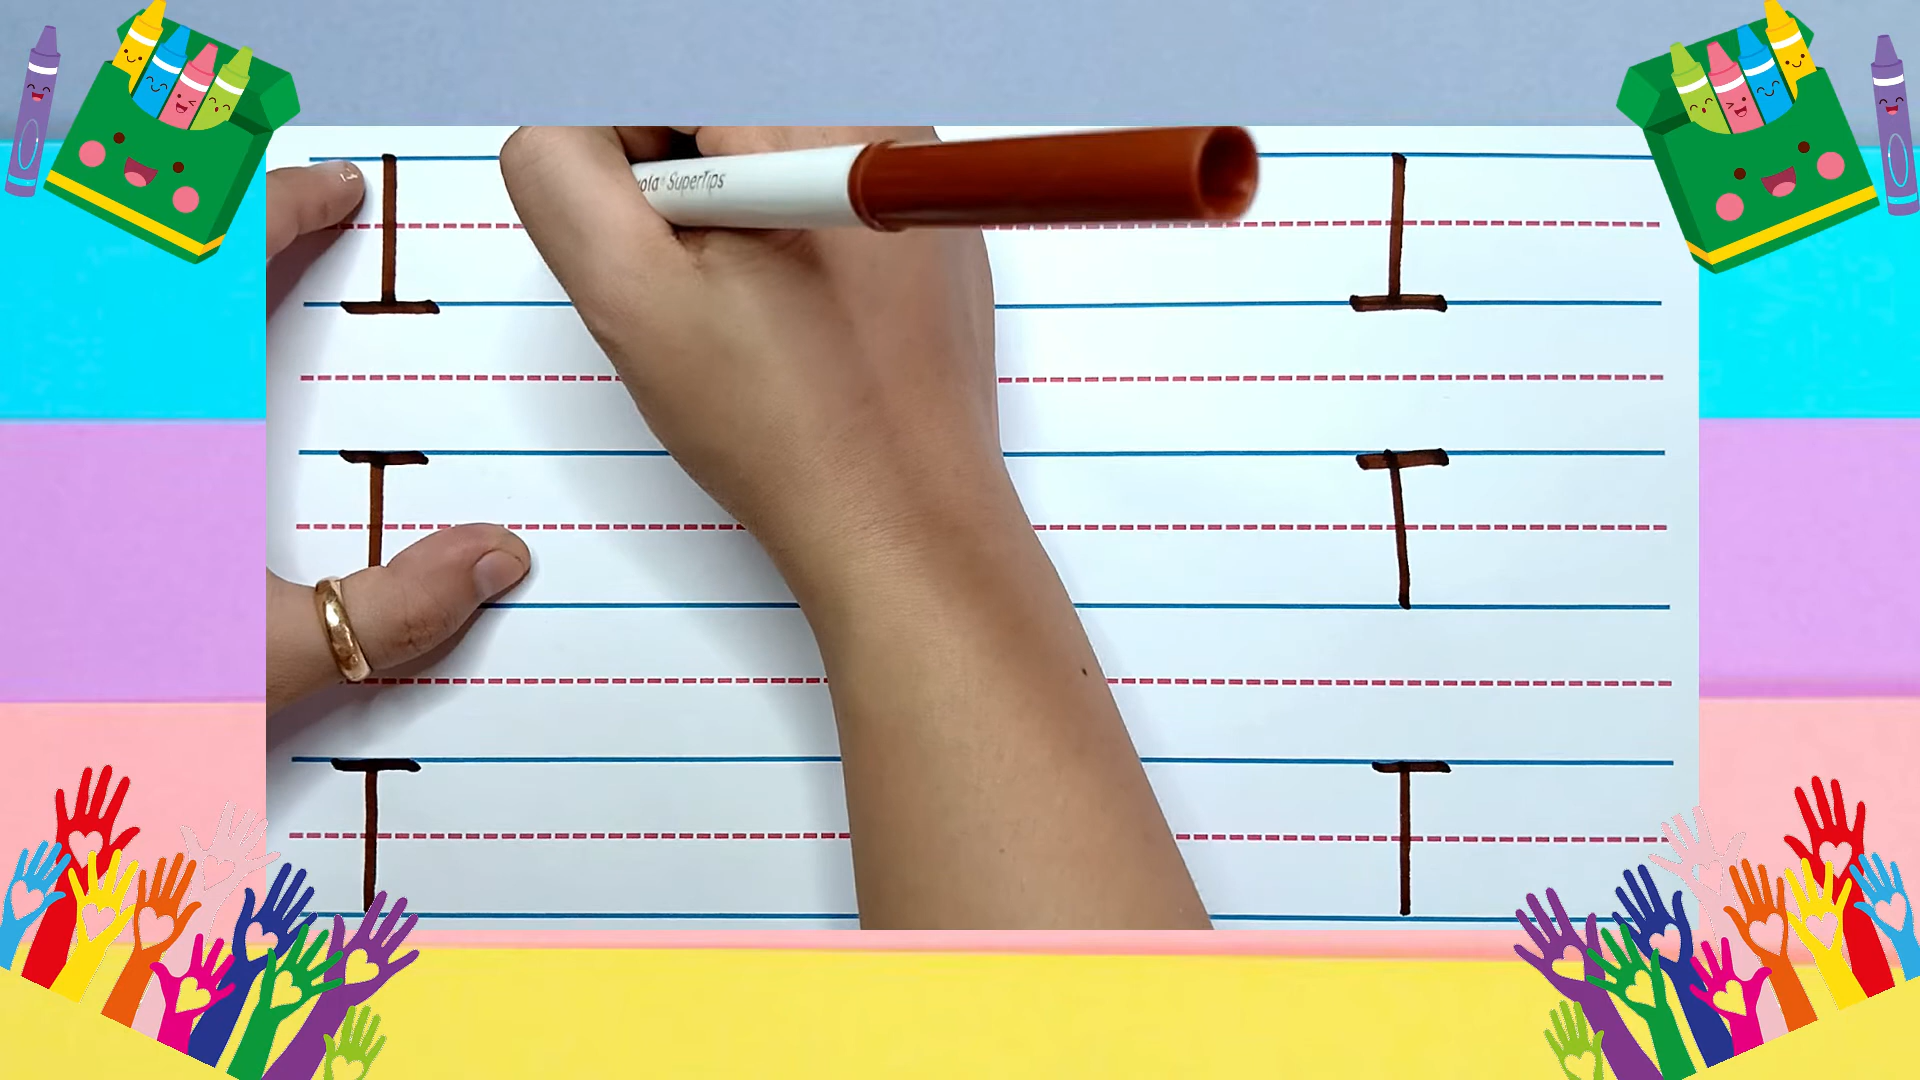 SuperTips
⊥ ⊥
T T
T T